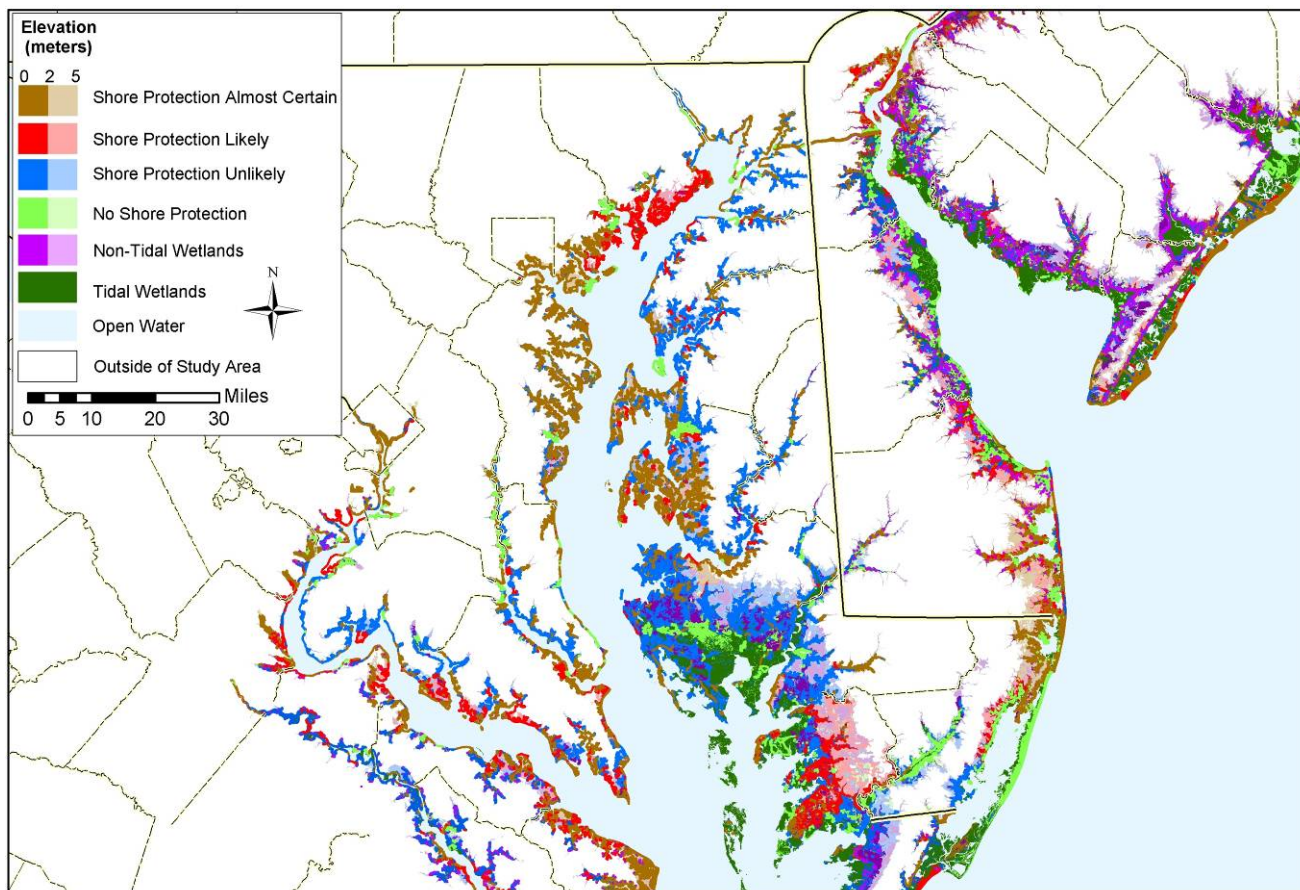 Elevation
(meters)
0 2 5
Shore Protection Almost Certain
Shore Protection Likely
Shore Protection Unlikely
No Shore Protection
Non-Tidal Wetlands
N
Tidal Wetlands
Open Water
Outside of Study Area
Miles
0 5 10 20 30